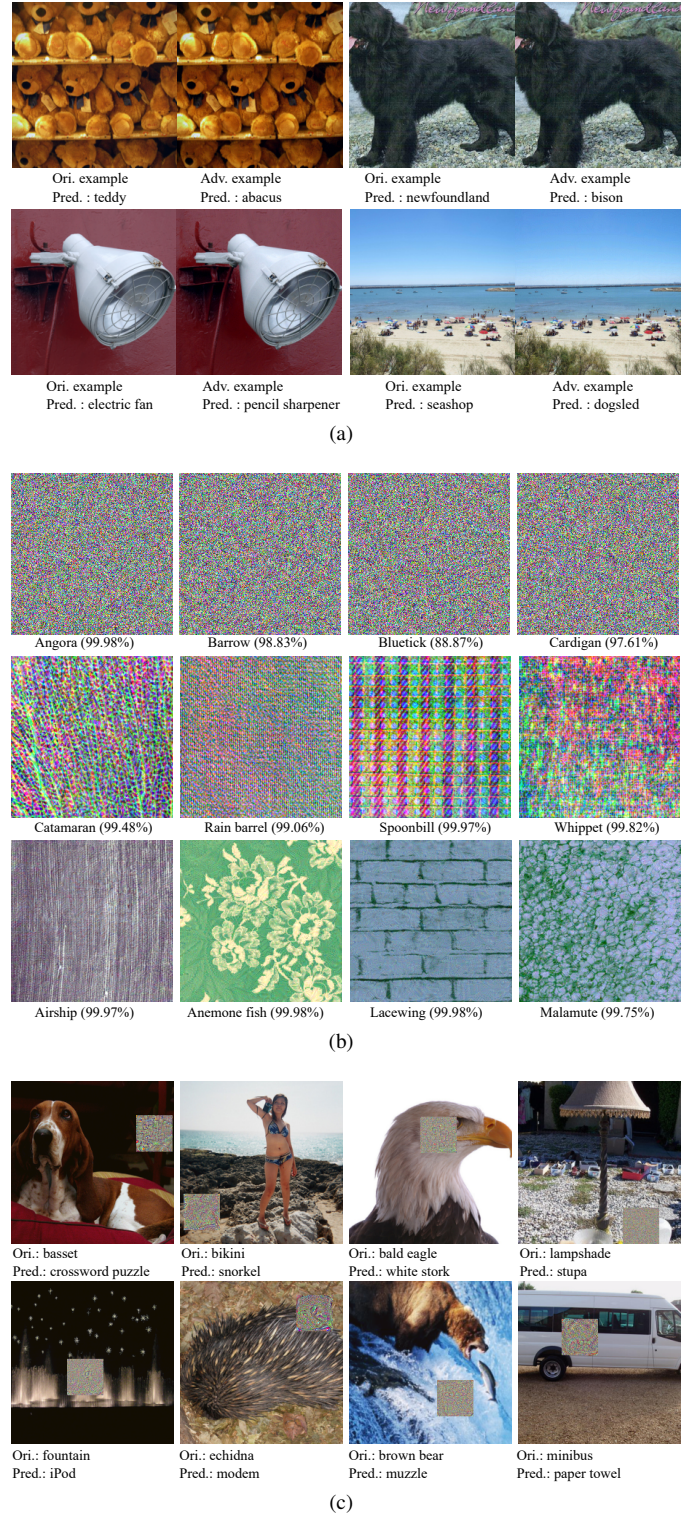 Newfoundland Newfoundland
Ori. example Adv. example Ori. example Adv. example
Pred. : teddy Pred. : abacus Pred. : newfoundland Pred. : bison
Ori. example Adv. example Ori. example Adv. example
Pred. : electric fan Pred. : pencil sharpener Pred. : seashop Pred. : dogsled
(a)
Angora (99.98%) Barrow (98.83%) Bluetick (88.87%) Cardigan (97.61%)
Catamaran (99.48%) Rain barrel (99.06%) Spoonbill (99.97%) Whippet (99.82%)
Airship (99.97%) Anemone fish (99.98%) Lacewing (99.98%) Malamute (99.75%)
(b)
Ori.: basset Ori.: bikini Ori.: bald eagle Ori.: lampshade
Pred.: crossword puzzle Pred.: snorkel Pred.: white stork Pred.: stupa
Ori.: fountain Ori.: echidna Ori.: brown bear Ori.: minibus
Pred.: iPod Pred.: modem Pred.: muzzle Pred.: paper towel
(c)